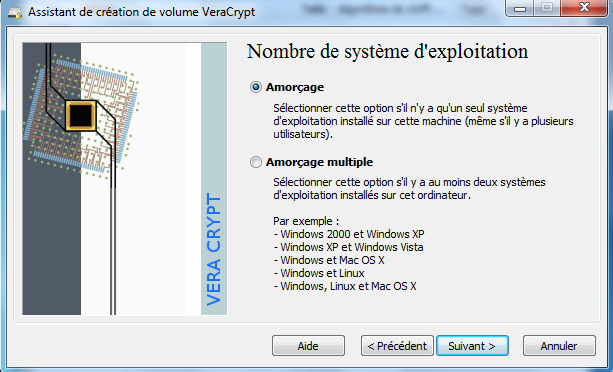 Assistant de création de volume VeraCrypt
Nombre de système d'exploitation
Amorçage
Sélectionner cette option s'il n'y a qu'un seul système
d'exploitation installé sur cette machine (même s'il y a plusieurs
utilisateurs).
Amorçage multiple
Sélectionner cette option s'il y a au moins deux systèmes
d'exploitation installés sur cet ordinateur.
Par exemple :
- Windows 2000 et Windows XP
- Windows XP et Windows Vista
- Windows et Mac OS X
- Windows et Linux
- Windows, Linux et Mac OS X
VERA CRYPT
Aide
< Précédent
Suivant >
Annuler